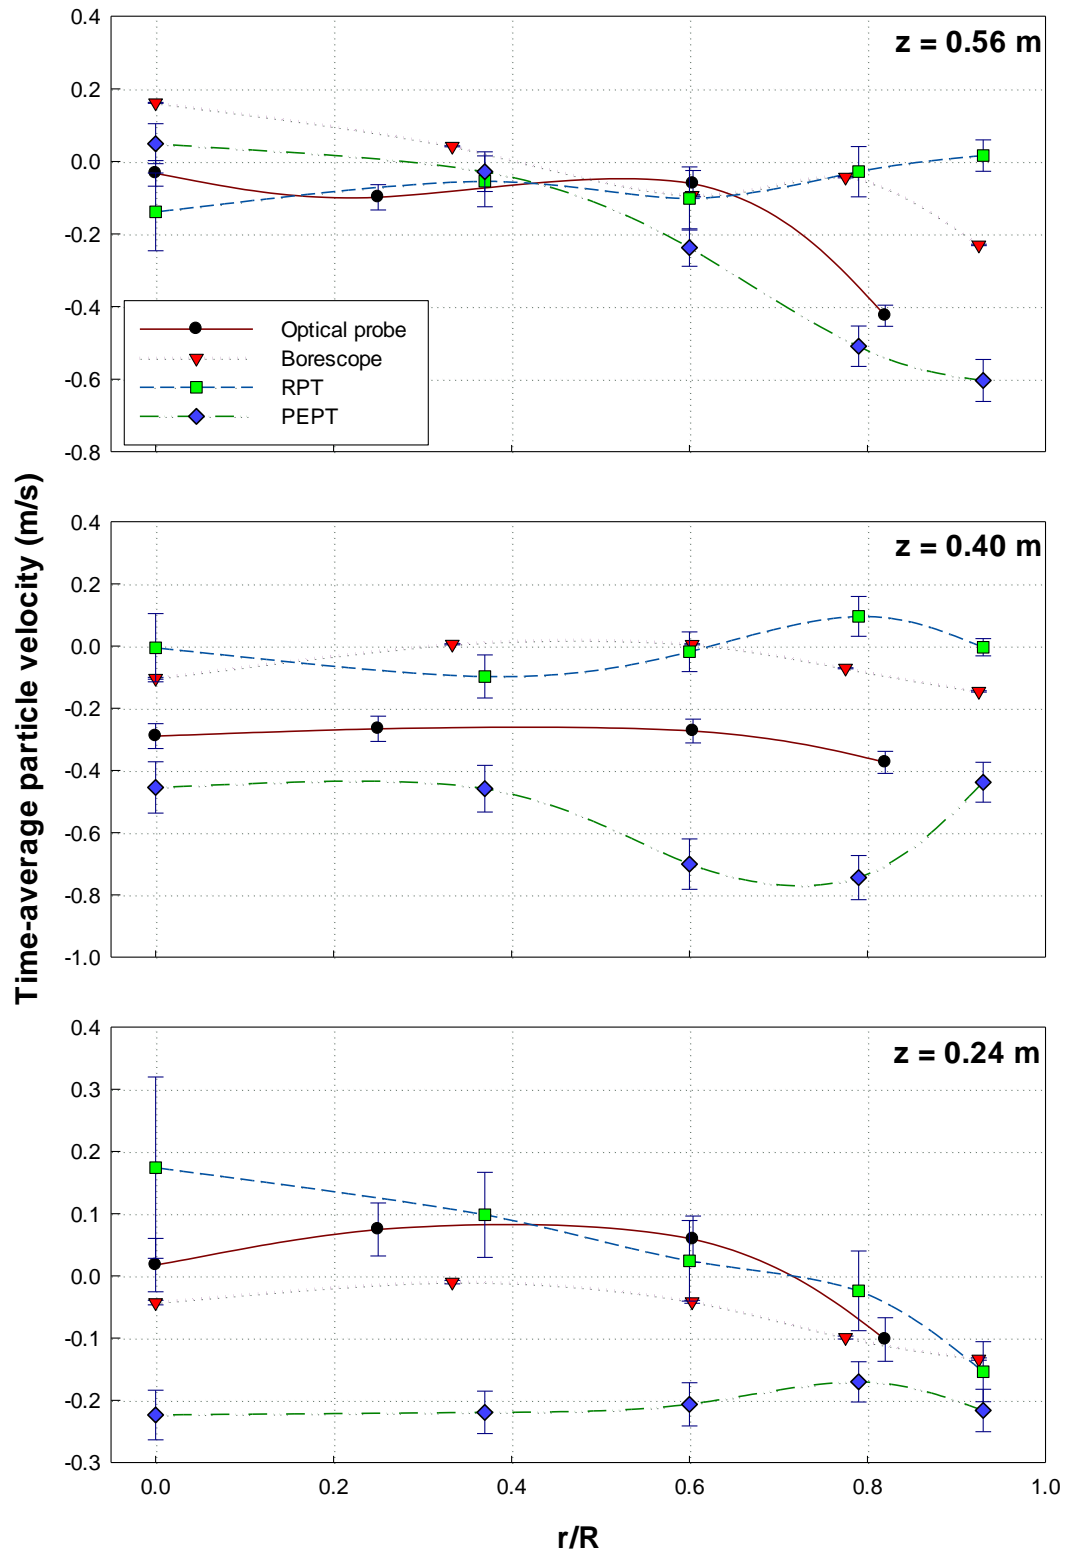 z = 0.56 m
0.4
0.2
0.0
-0.2
-0.4
-0.6
-0.8
Optical probe
Borescope
RPT
PEPT
Time-average particle velocity (m/s)
z = 0.40 m
0.4
0.2
0.0
-0.2
-0.4
-0.6
-0.8
-1.0
z = 0.24 m
0.4
0.3
0.2
0.1
0.0
-0.1
-0.2
-0.3
0.0 0.2 0.4 0.6 0.8 1.0
r/R